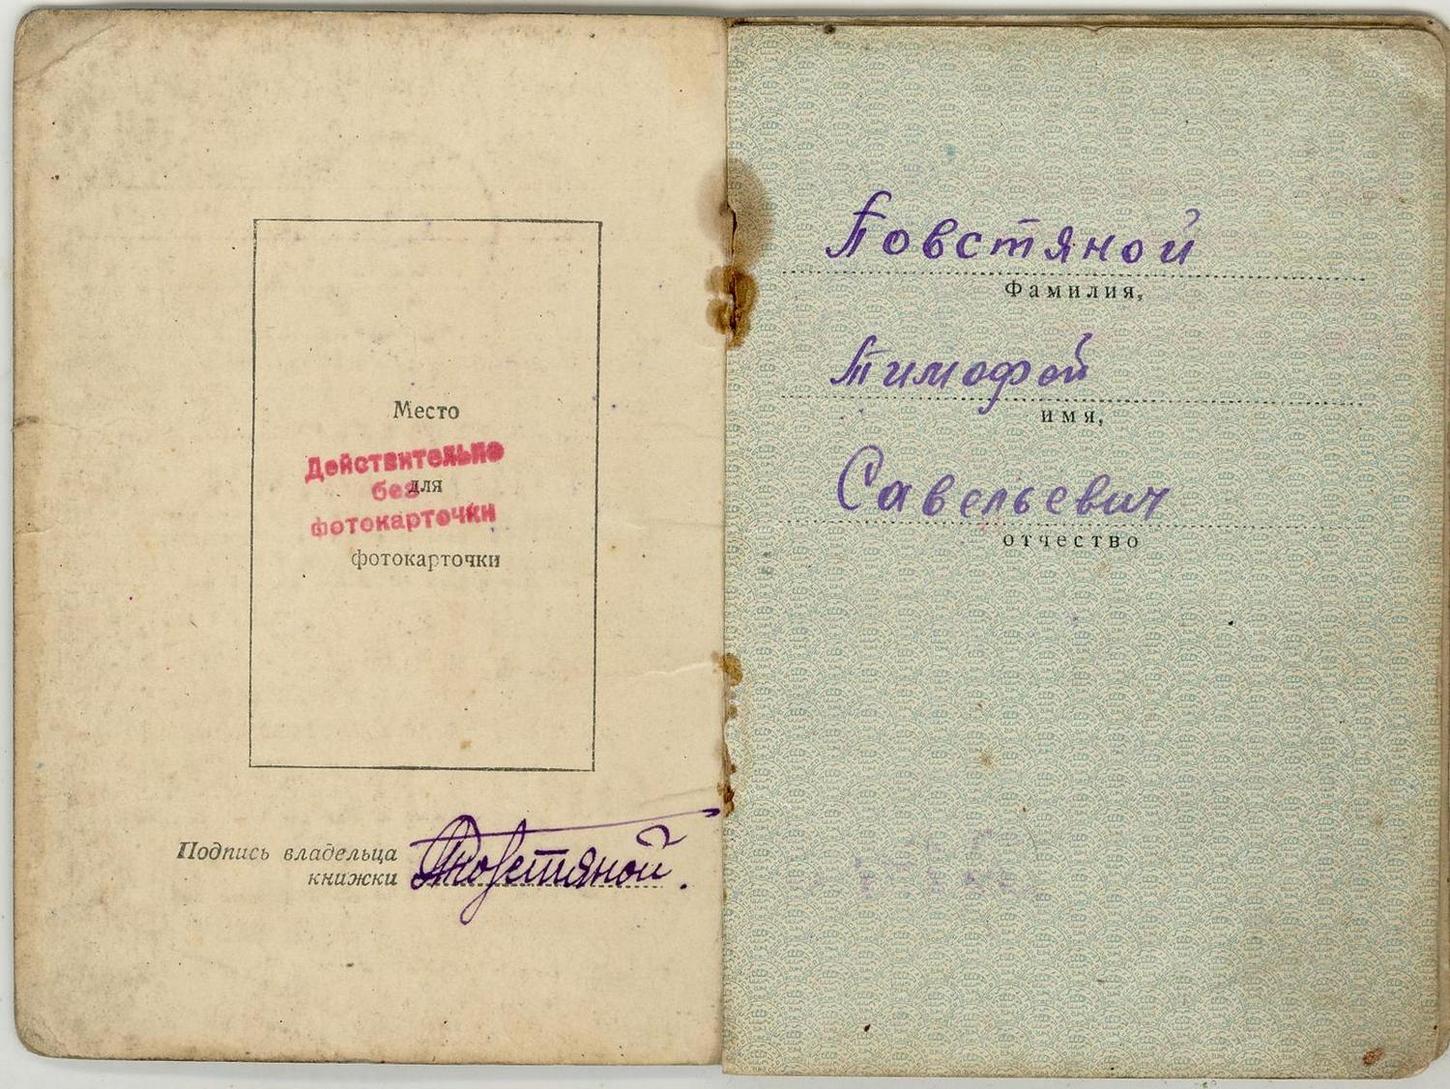 Место
Действительно
без
для
фотокарточки
фотокарточки
Подпись владельца
книжки Повстяной
Повстяной
Фамилия,
Тимофей
имя,
Савельевич
отчество